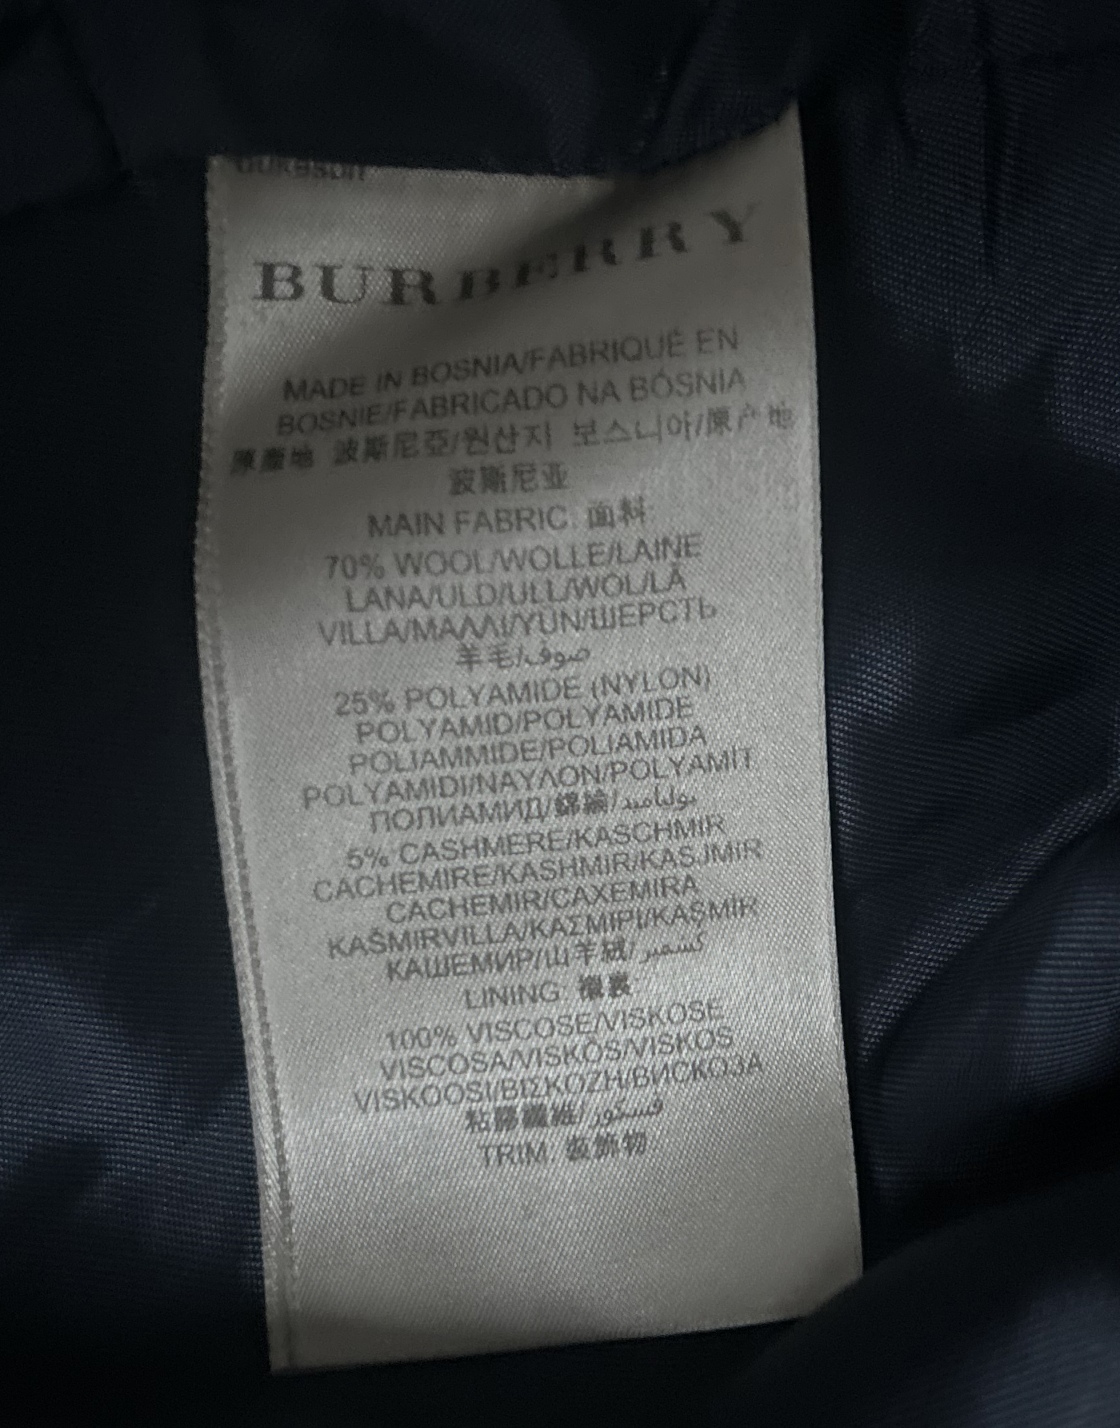 BURBERRY
MADE IN BOSNIA/FABRIQUÉ EN
BOSNIE/FABRICADO NA BÓSNIA
原產地 波斯尼亞/원산지 보스니아/原产地
波斯尼亚
MAIN FABRIC: 面料
70% WOOL/WOLLE/LAINE
LANA/ULD/ULL/WOL/LÃ
VILLA/ΜΑΛΛΙ/YÜN/ШЕРСТЬ
羊毛/صوف
25% POLYAMIDE (NYLON)
POLYAMID/POLYAMIDE
POLIAMMIDE/POLIAMIDA
POLYAMIDI/ΝΑΥΛΟΝ/POLYAMİT
ПОЛИАМИД/錦綸/بولياميد
5% CASHMERE/KASCHMIR
CACHEMIRE/KASHMIR/KASJMIR
CACHEMIR/CAXEMIRA
KAŠMIRVILLA/ΚΑΣΜΙΡΙ/KAŞMİR
КАШЕМИР/山羊絨/كشمير
LINING: 裡襯
100% VISCOSE/VISKOSE
VISCOSA/VISKOS/VISKOS
VISKOOSI/ΒΙΣΚΟΖΗ/ВИСКОЗА
粘膠纖維/فسكوز
TRIM: 裝飾物